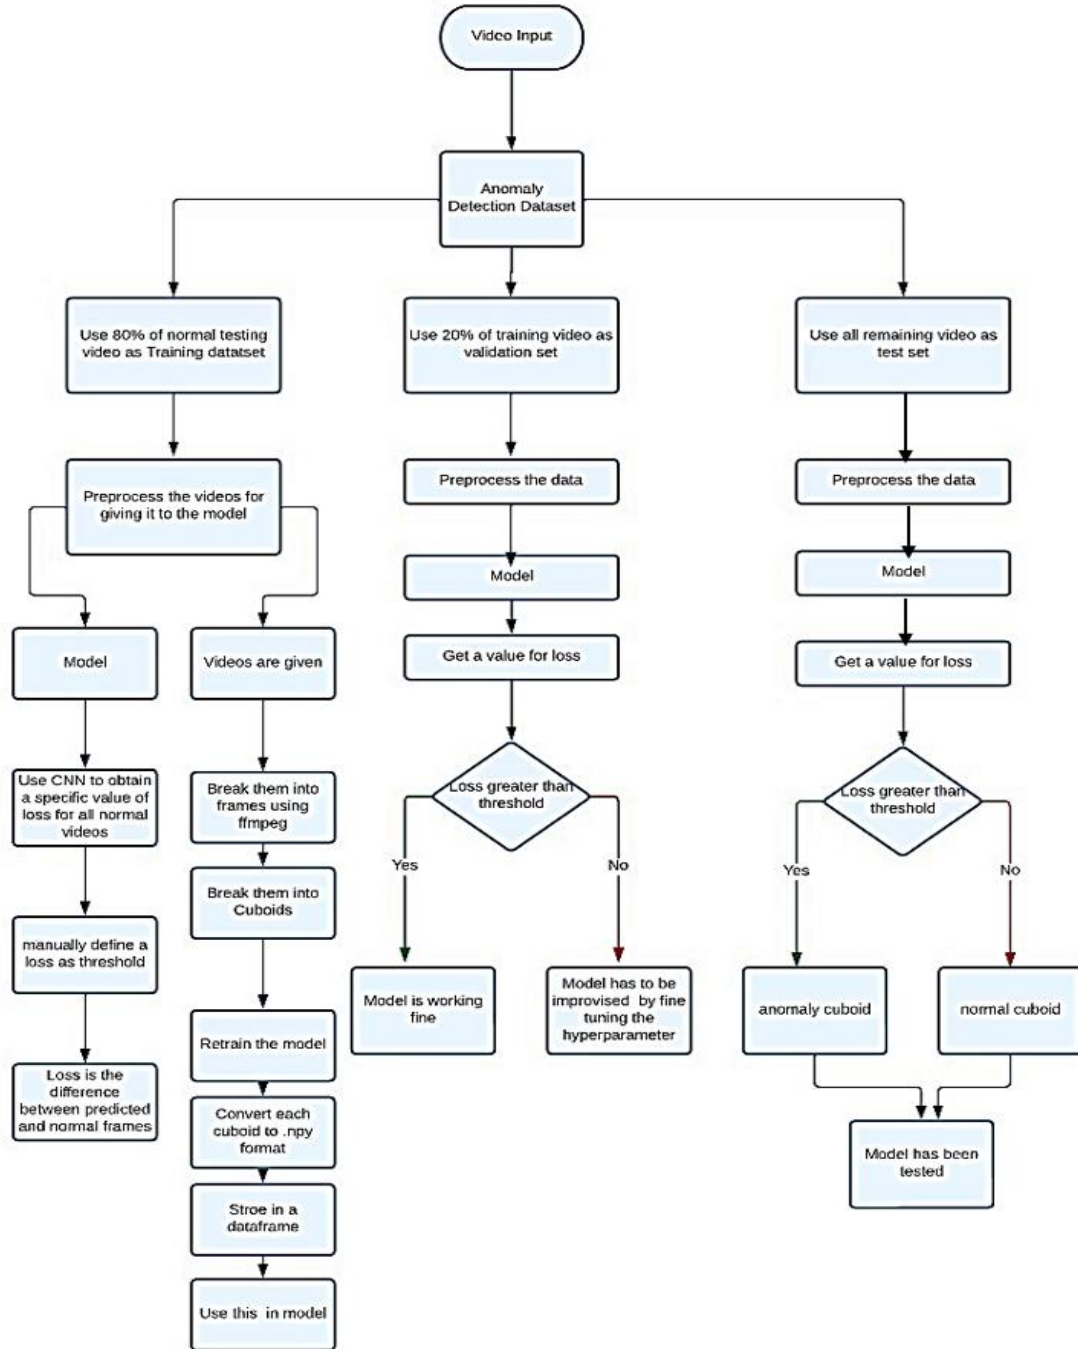 Video Input
Anomaly
Detection Dataset
Use 80% of normal testing
video as Training datatset
Use 20% of training video as
validation set
Use all remaining video as
test set
Preprocess the videos for
giving it to the model
Preprocess the data
Preprocess the data
Model
Model
Model
Videos are given
Get a value for loss
Get a value for loss
Use CNN to obtain
a specific value of
loss for all normal
videos
Break them into
frames using
ffmpeg
Loss greater than
threshold
Loss greater than
threshold
Yes
No
Yes
No
Break them into
Cuboids
manually define a
loss as threshold
Model is working
fine
Model has to be
improvised by fine
tuning the
hyperparameter
anomaly cuboid
normal cuboid
Retrain the model
Loss is the
difference
between predicted
and normal frames
Convert each
cuboid to .npy
format
Model has been
tested
Stroe in a
dataframe
Use this in model